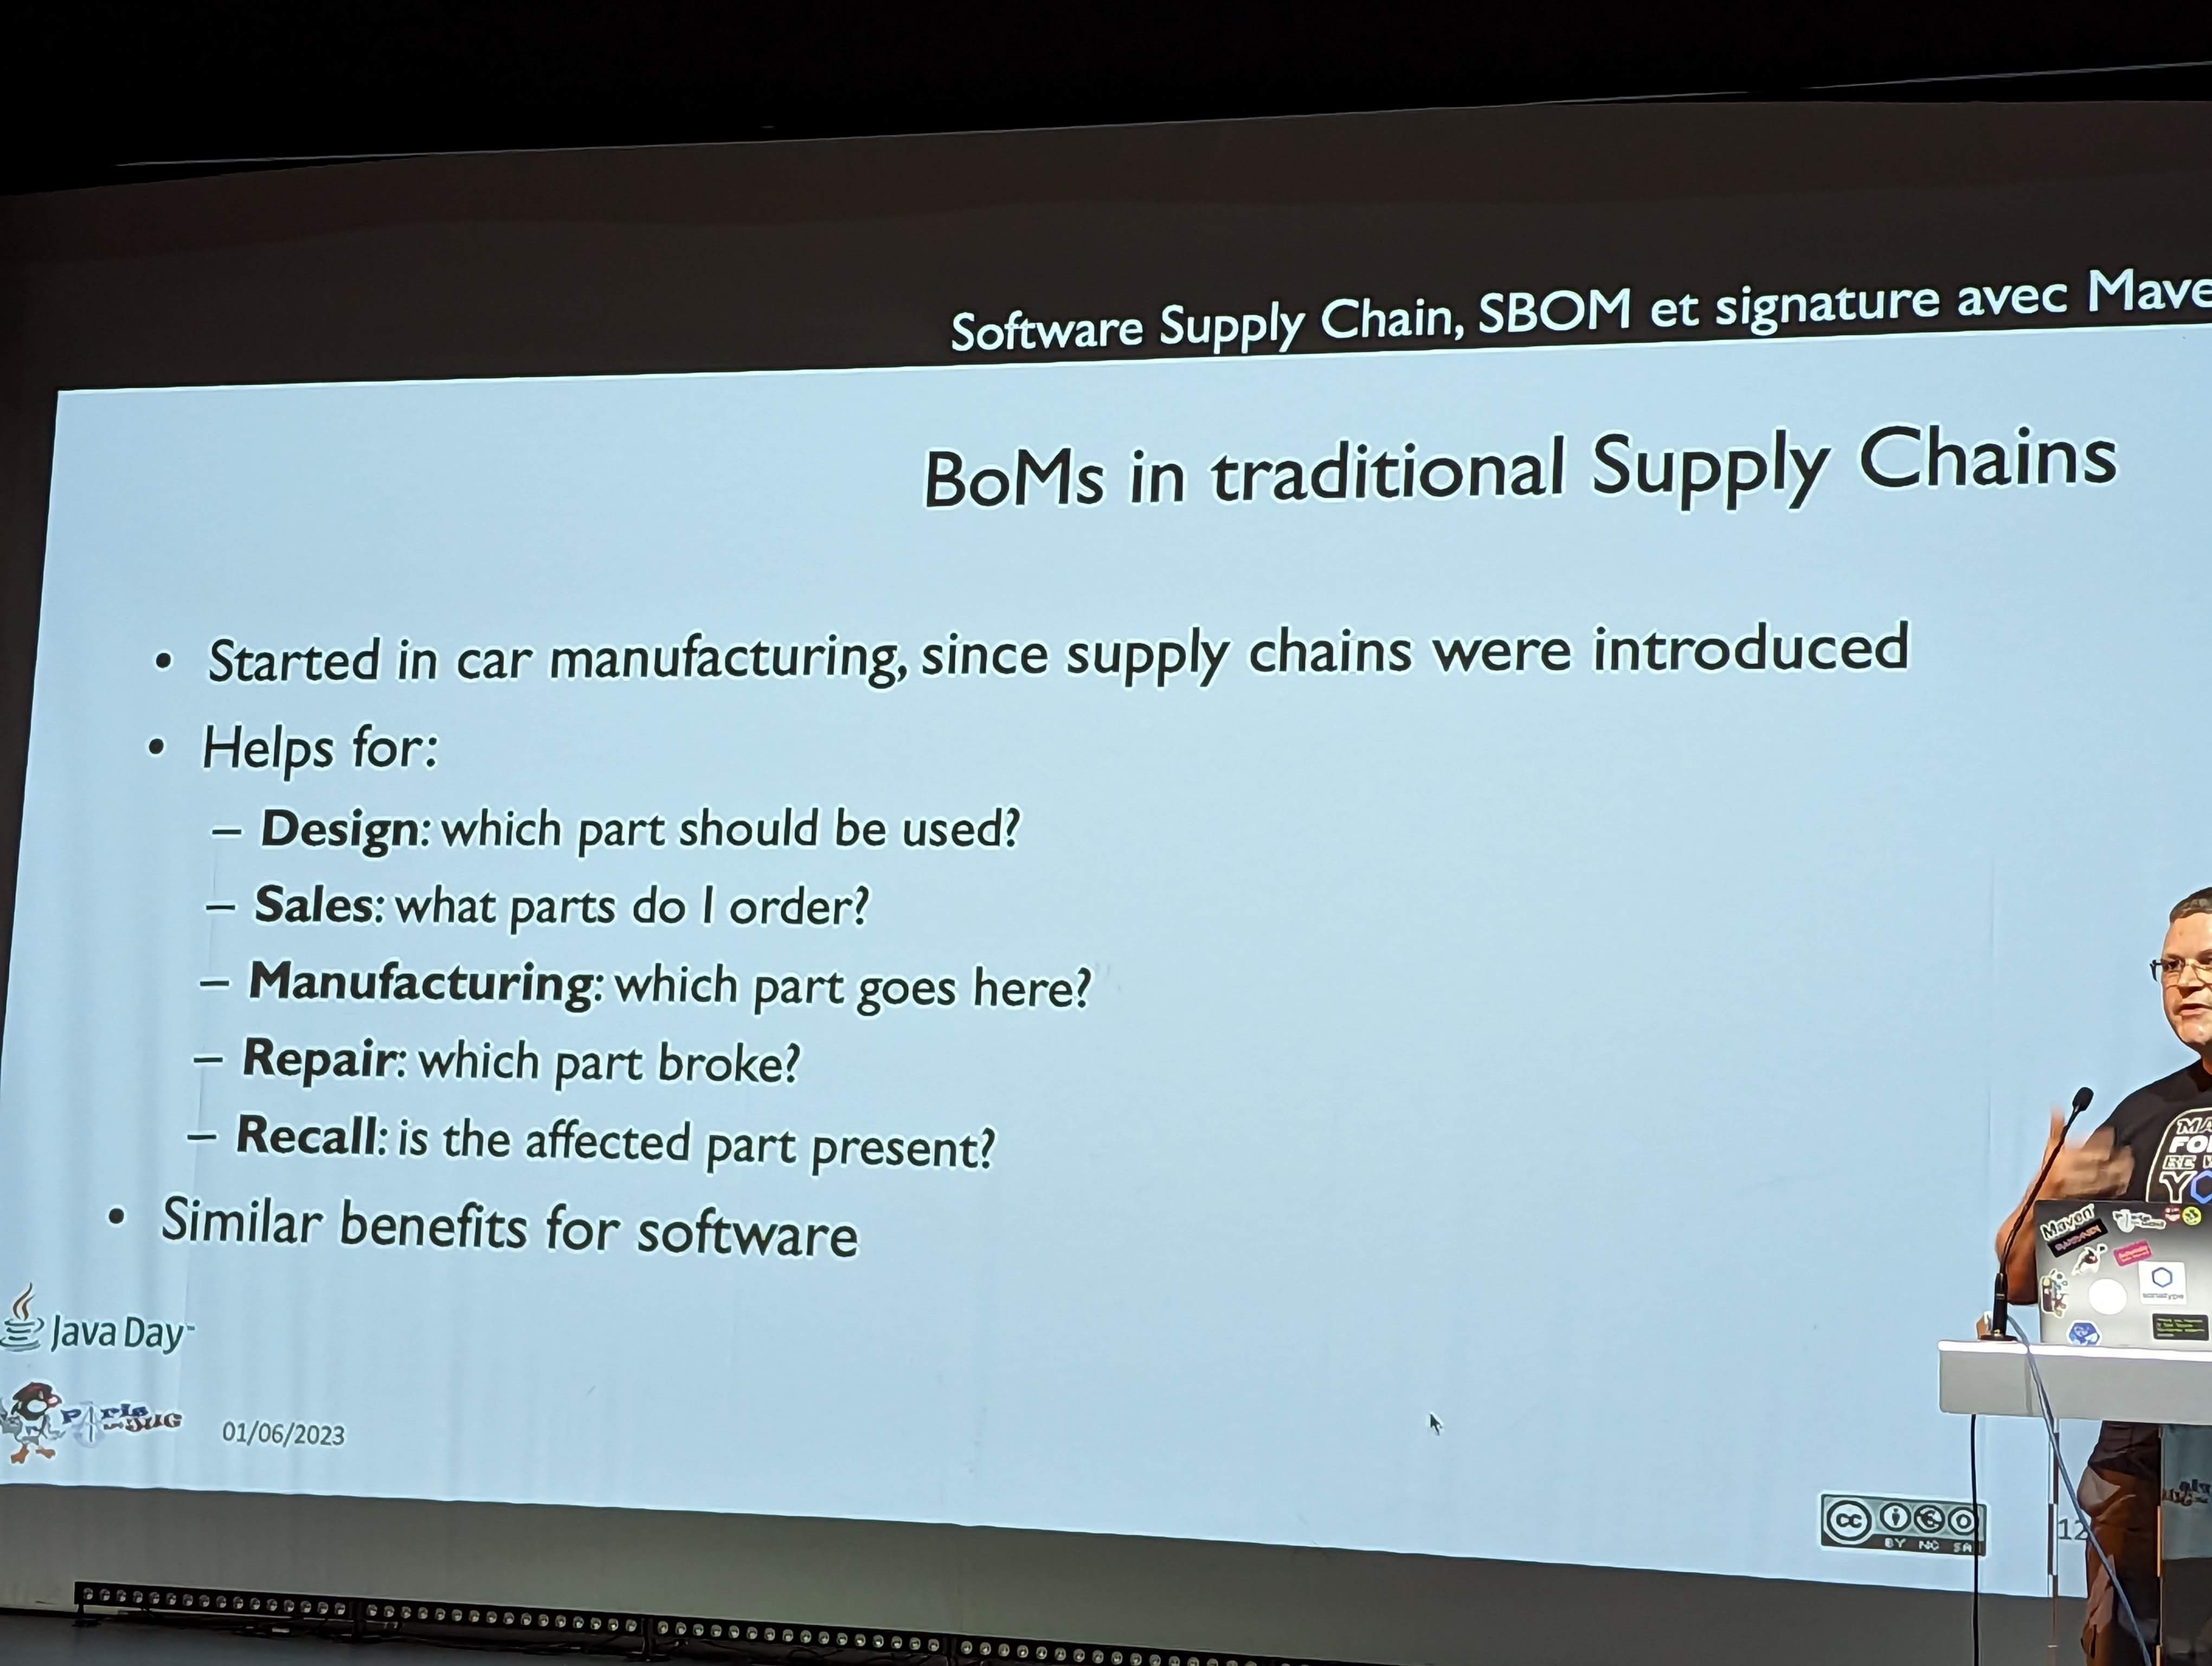 Software Supply Chain, SBOM et signature avec Mave
BoMs in traditional Supply Chains
• Started in car manufacturing, since supply chains were introduced
• Helps for:
– Design: which part should be used?
– Sales: what parts do I order?
– Manufacturing: which part goes here?
– Repair: which part broke?
– Recall: is the affected part present?
• Similar benefits for software
Java Day
Paris JUG
01/06/2023
cc
BY NC SA
12
Maven
sonatype